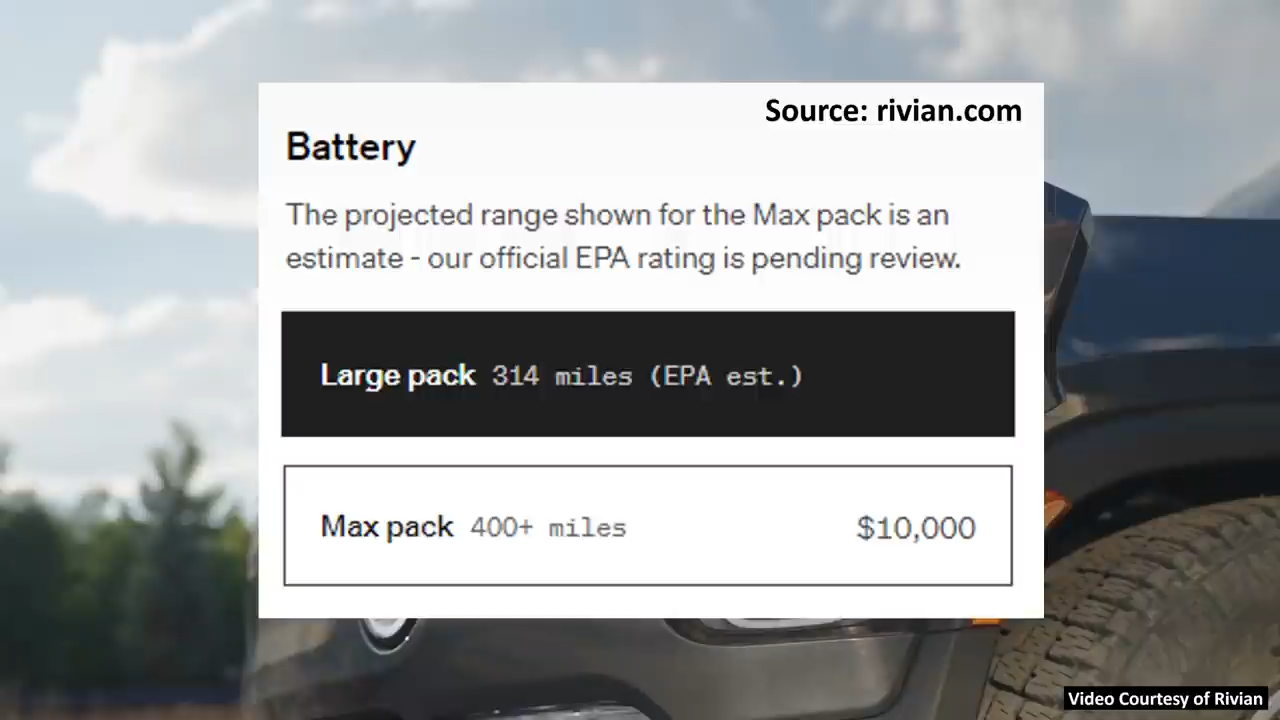 Source: rivian.com
Battery
The projected range shown for the Max pack is an
estimate - our official EPA rating is pending review.
Large pack 314 miles (EPA est.)
Max pack 400+ miles $10,000
Video Courtesy of Rivian